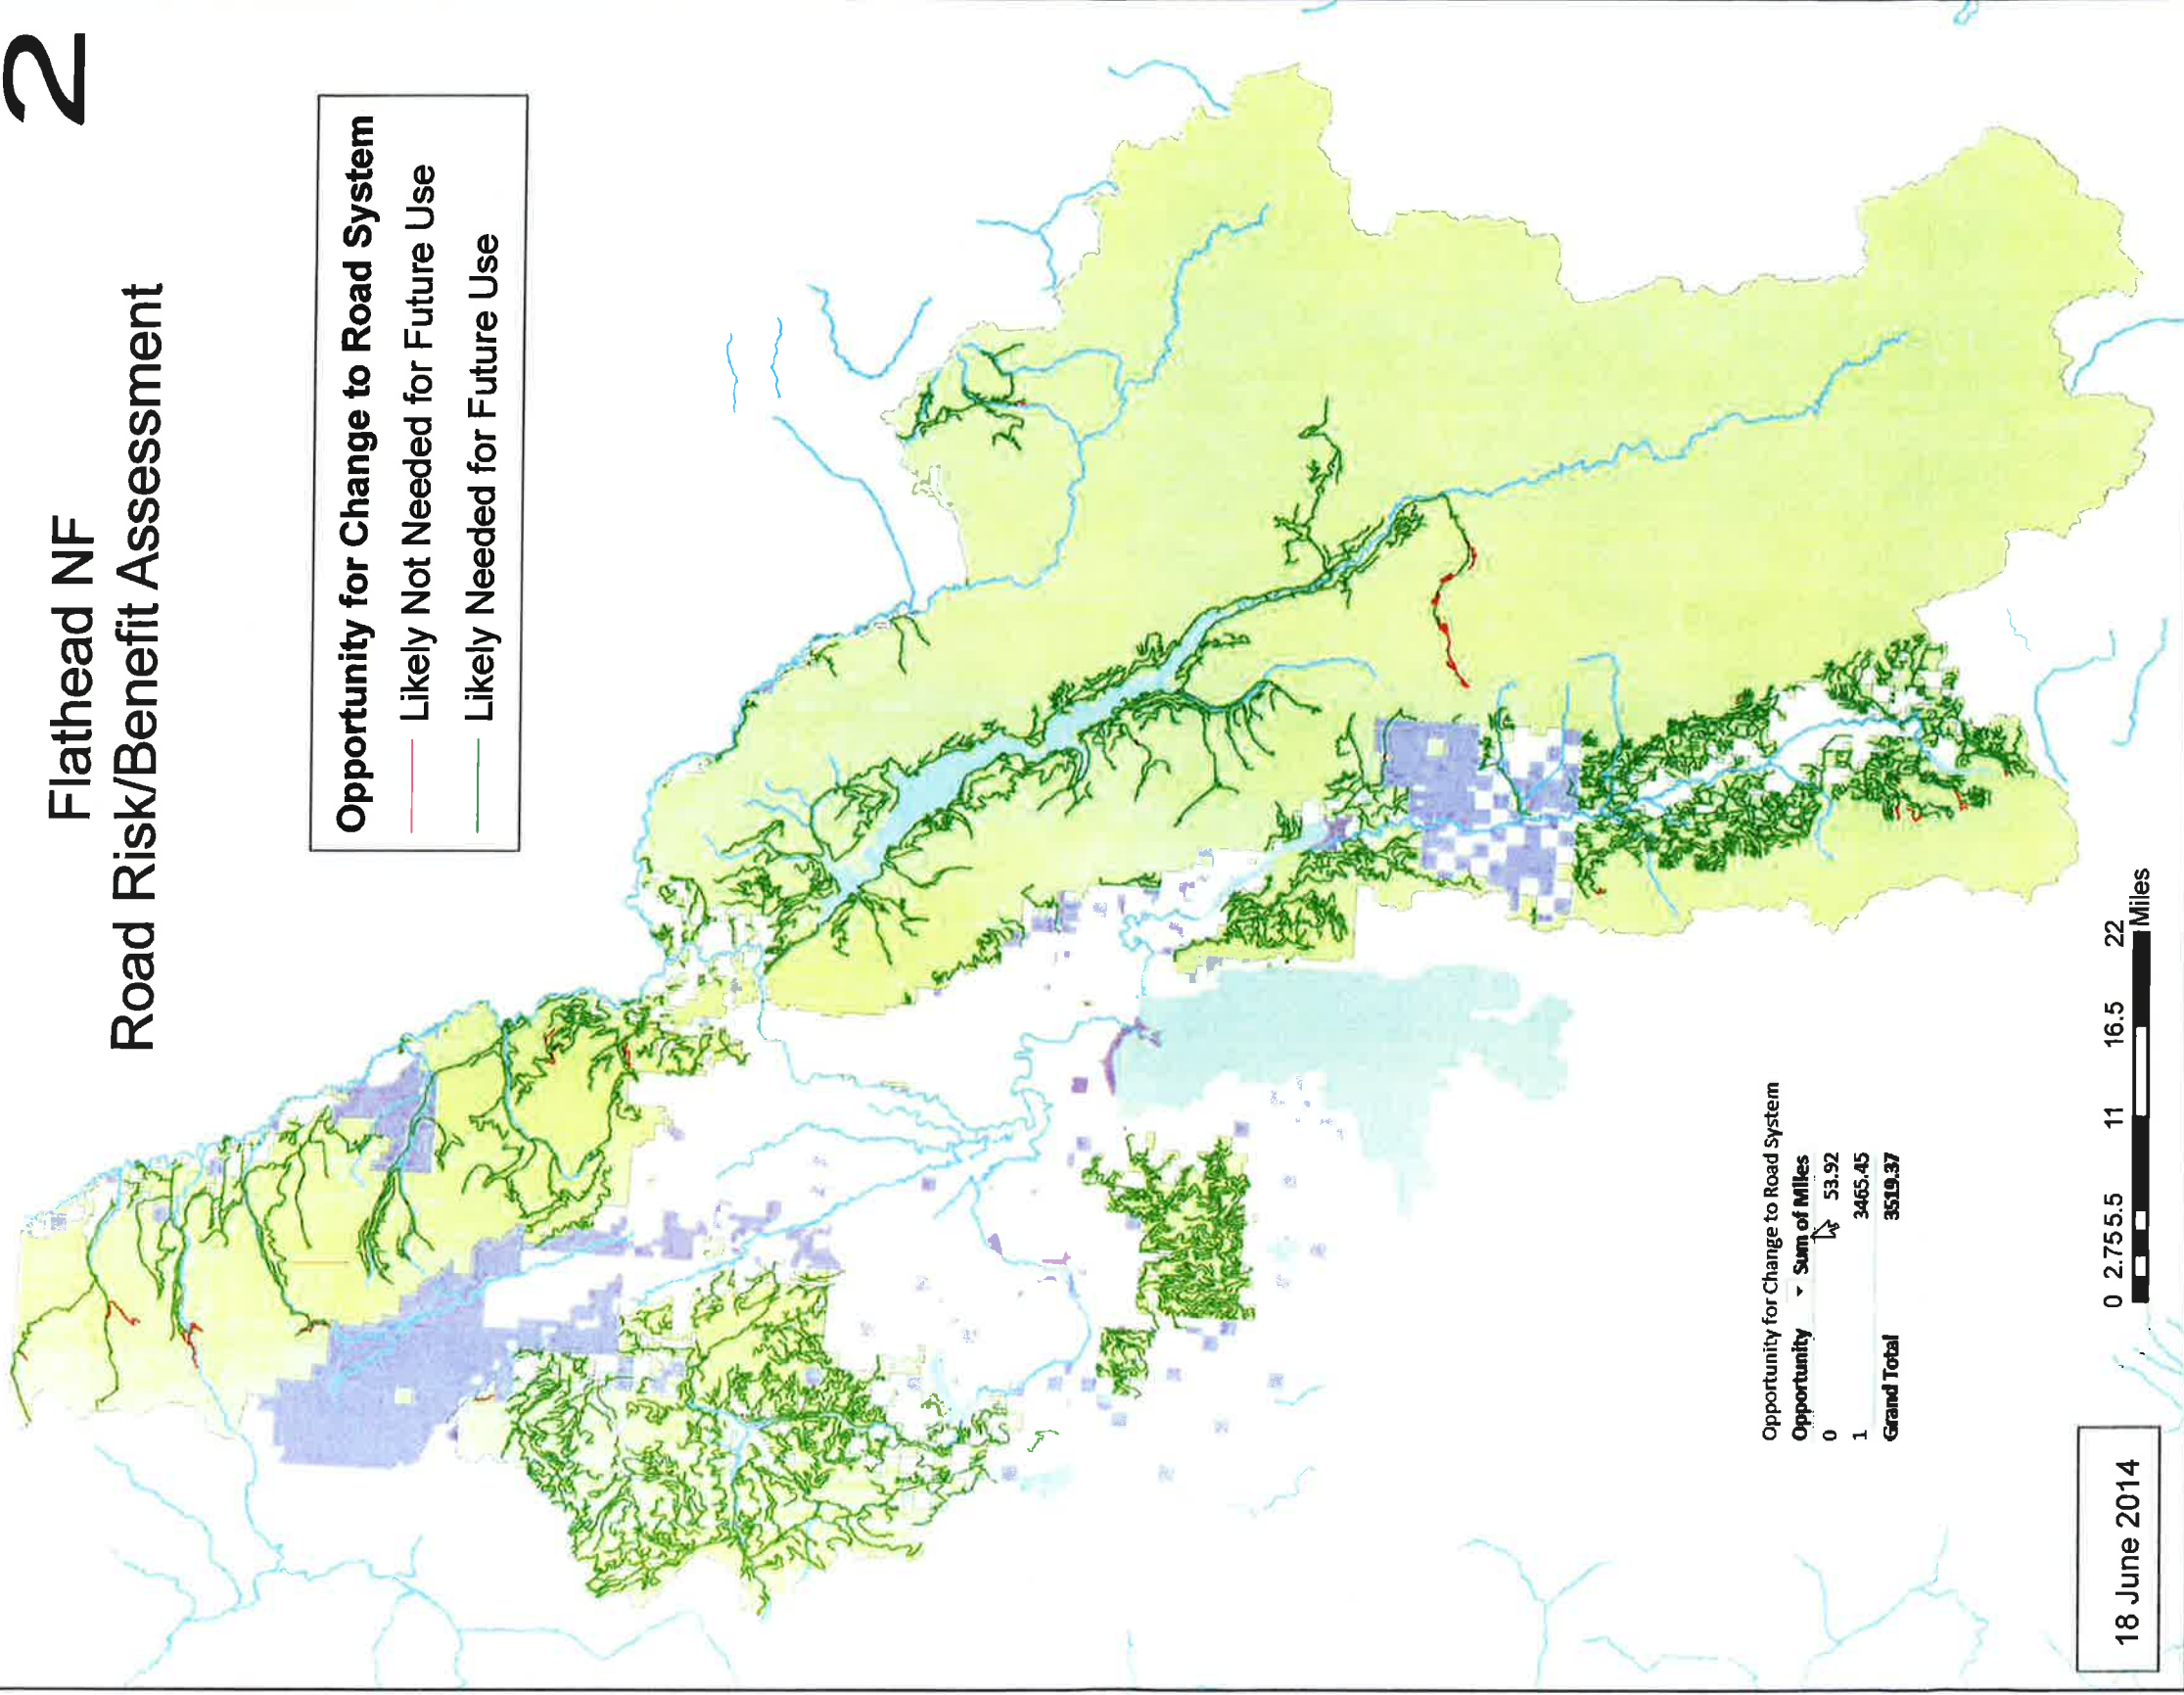 2
Flathead NF
Road Risk/Benefit Assessment
Opportunity for Change to Road System
Likely Not Needed for Future Use
Likely Needed for Future Use
Opportunity for Change to Road System
Opportunity Sum of Miles
0 53.92
1 3465.45
Grand Total 3519.37
0 2.75 5.5 11 16.5 22
Miles
18 June 2014